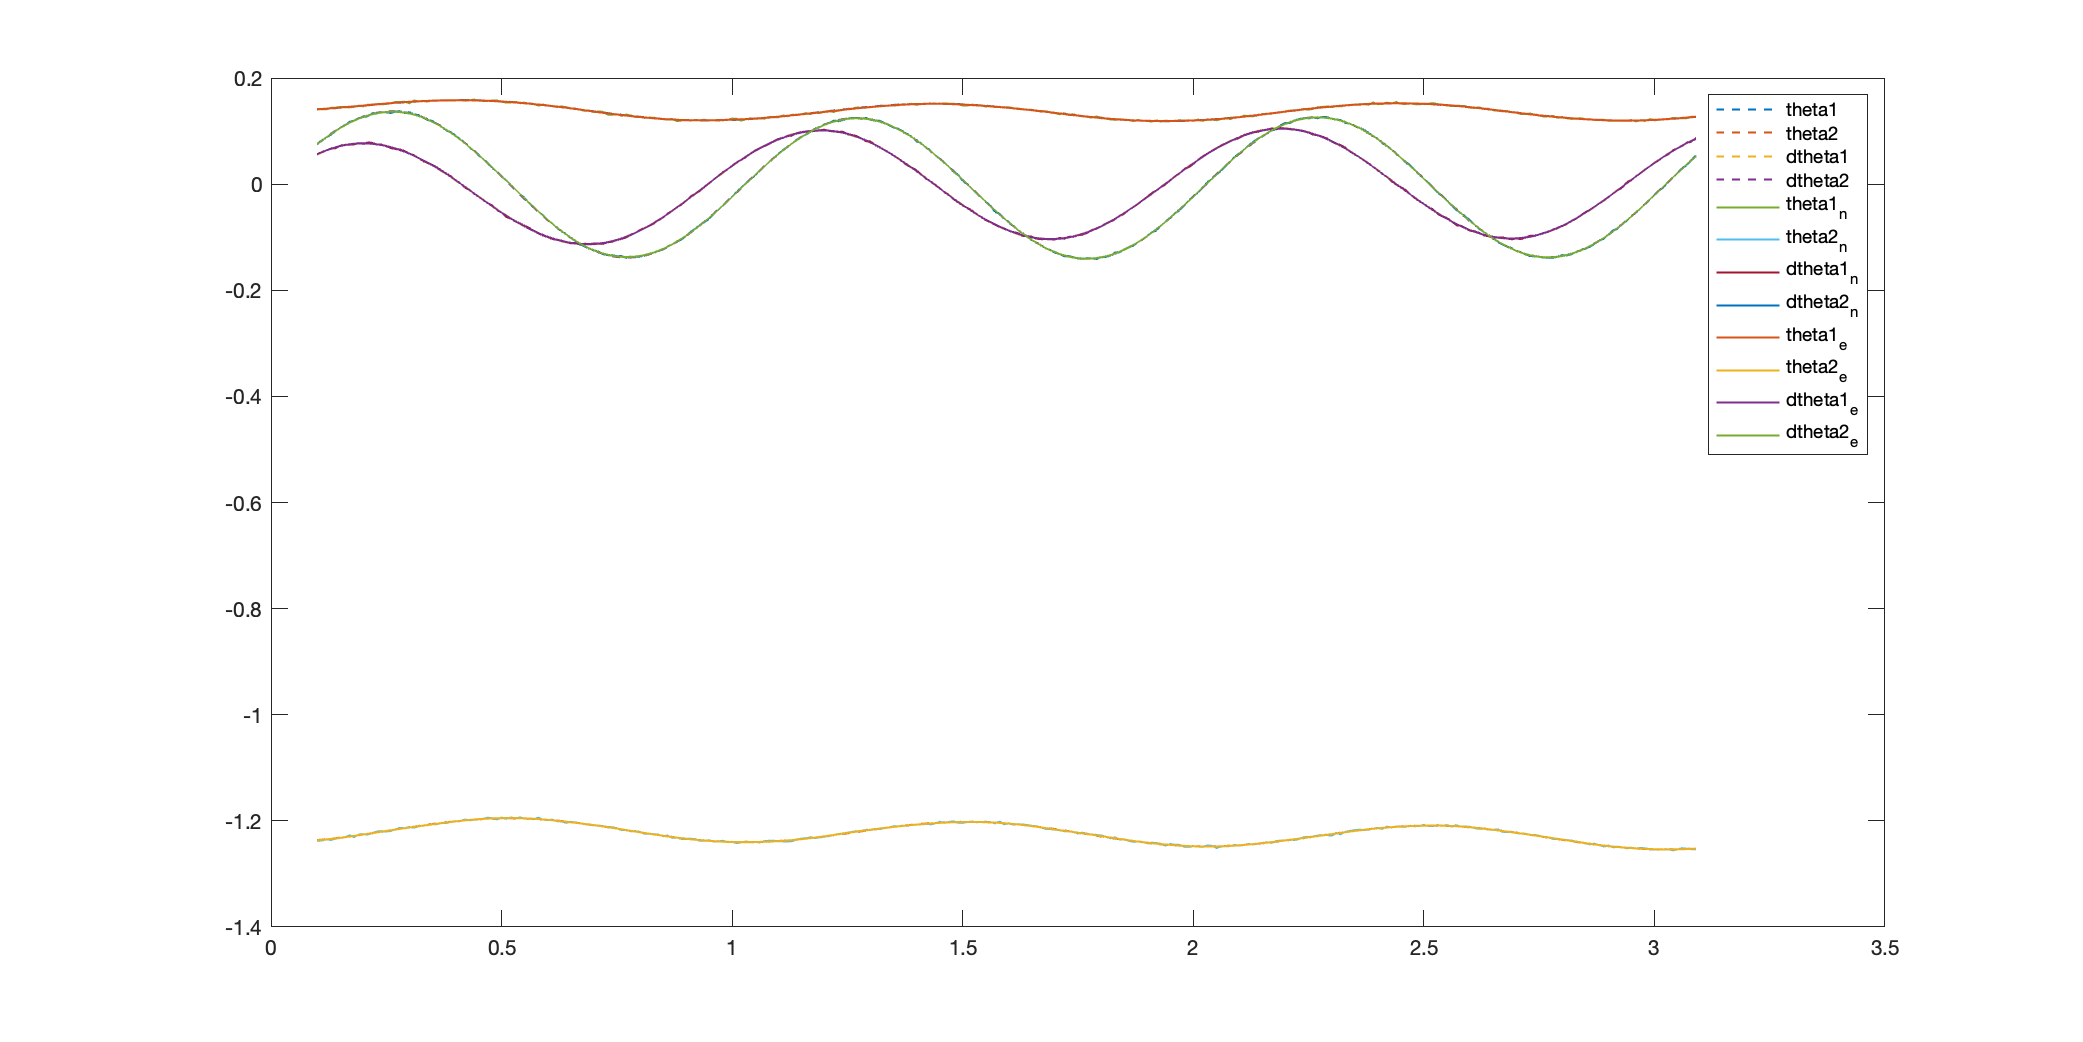 0.2
0
-0.2
-0.4
-0.6
-0.8
-1
-1.2
-1.4
0 0.5 1 1.5 2 2.5 3 3.5
theta1
theta2
dtheta1
dtheta2
theta1n
theta2n
dtheta1n
dtheta2n
theta1e
theta2e
dtheta1e
dtheta2e